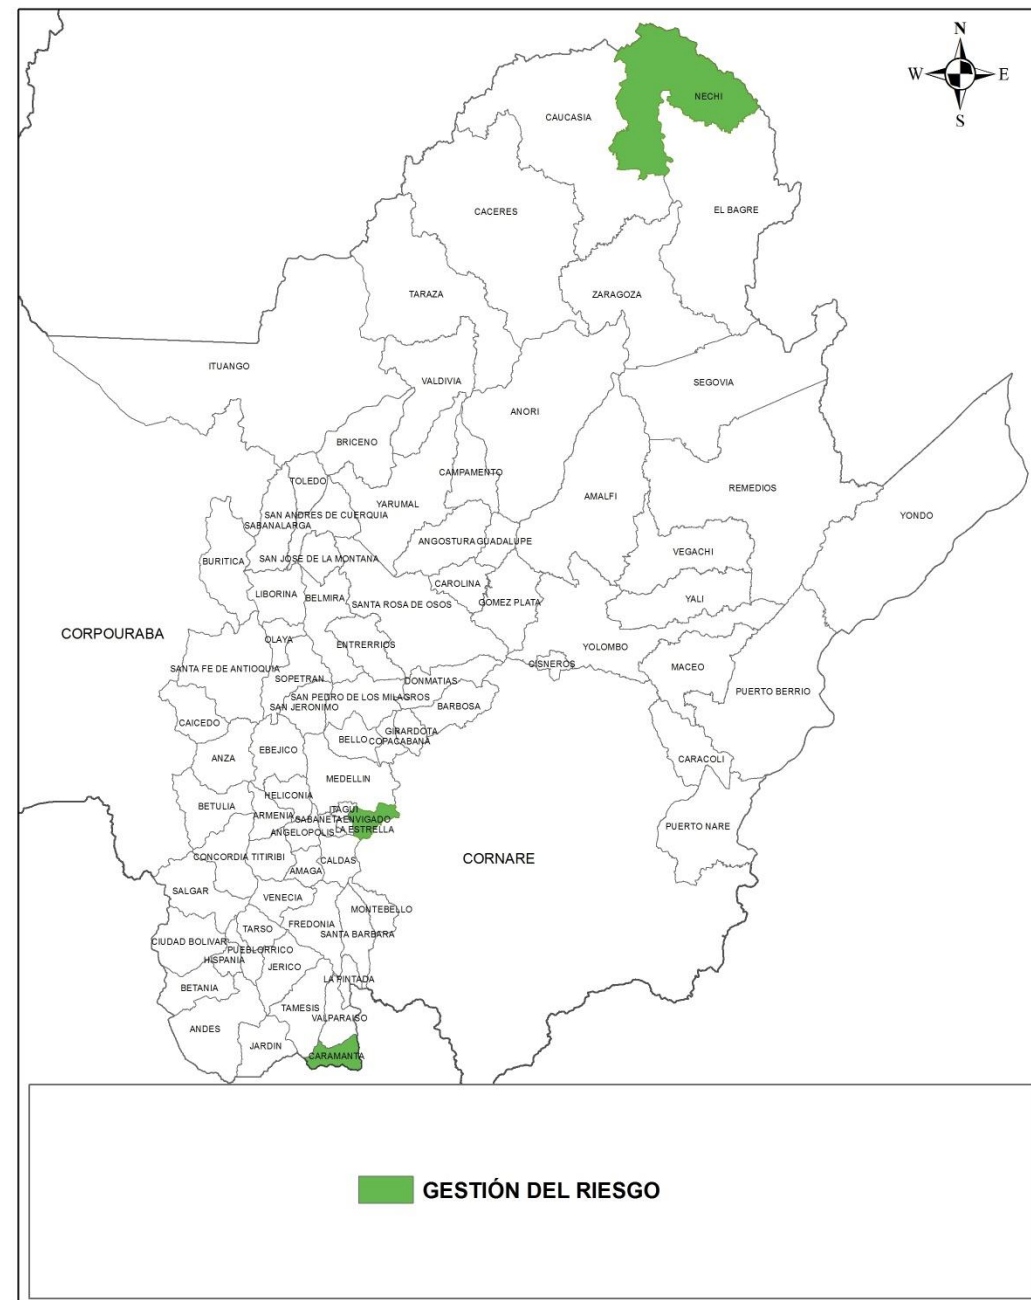 N
W E
S
NECHI
CAUCASIA
CACERES
EL BAGRE
TARAZA
ZARAGOZA
ITUANGO
VALDIVIA
SEGOVIA
ANORI
BRICENO
TOLEDO
CAMPAMENTO
YARUMAL
AMALFI
REMEDIOS
YONDO
SAN ANDRES DE CUERQUIA
SABANALARGA
ANGOSTURA
GUADALUPE
VEGACHI
BURITICA
SAN JOSE DE LA MONTANA
CAROLINA
LIBORINA
BELMIRA
SANTA ROSA DE OSOS
GOMEZ PLATA
YALI
CORPOURABA
OLAYA
ENTRERRIOS
YOLOMBO
SANTA FE DE ANTIOQUIA
CISNEROS
MACEO
SOPETRAN
DONMATIAS
PUERTO BERRIO
SAN PEDRO DE LOS MILAGROS
SAN JERONIMO
BARBOSA
CAICEDO
GIRARDOTA
BELLO
COPACABANA
EBEJICO
ANZA
CARACOLI
MEDELLIN
HELICONIA
BETULIA
ITAGUI
ARMENIA
SABANETA
ENVIGADO
LA ESTRELLA
ANGELOPOLIS
PUERTO NARE
CONCORDIA
TITIRIBI
CALDAS
CORNARE
AMAGA
SALGAR
VENECIA
MONTEBELLO
FREDONIA
TARSO
SANTA BARBARA
CIUDAD BOLIVAR
PUEBLORRICO
HISPANIA
JERICO
LA PINTADA
BETANIA
TAMESIS
VALPARAISO
ANDES
JARDIN
CARAMANTA
GESTIÓN DEL RIESGO